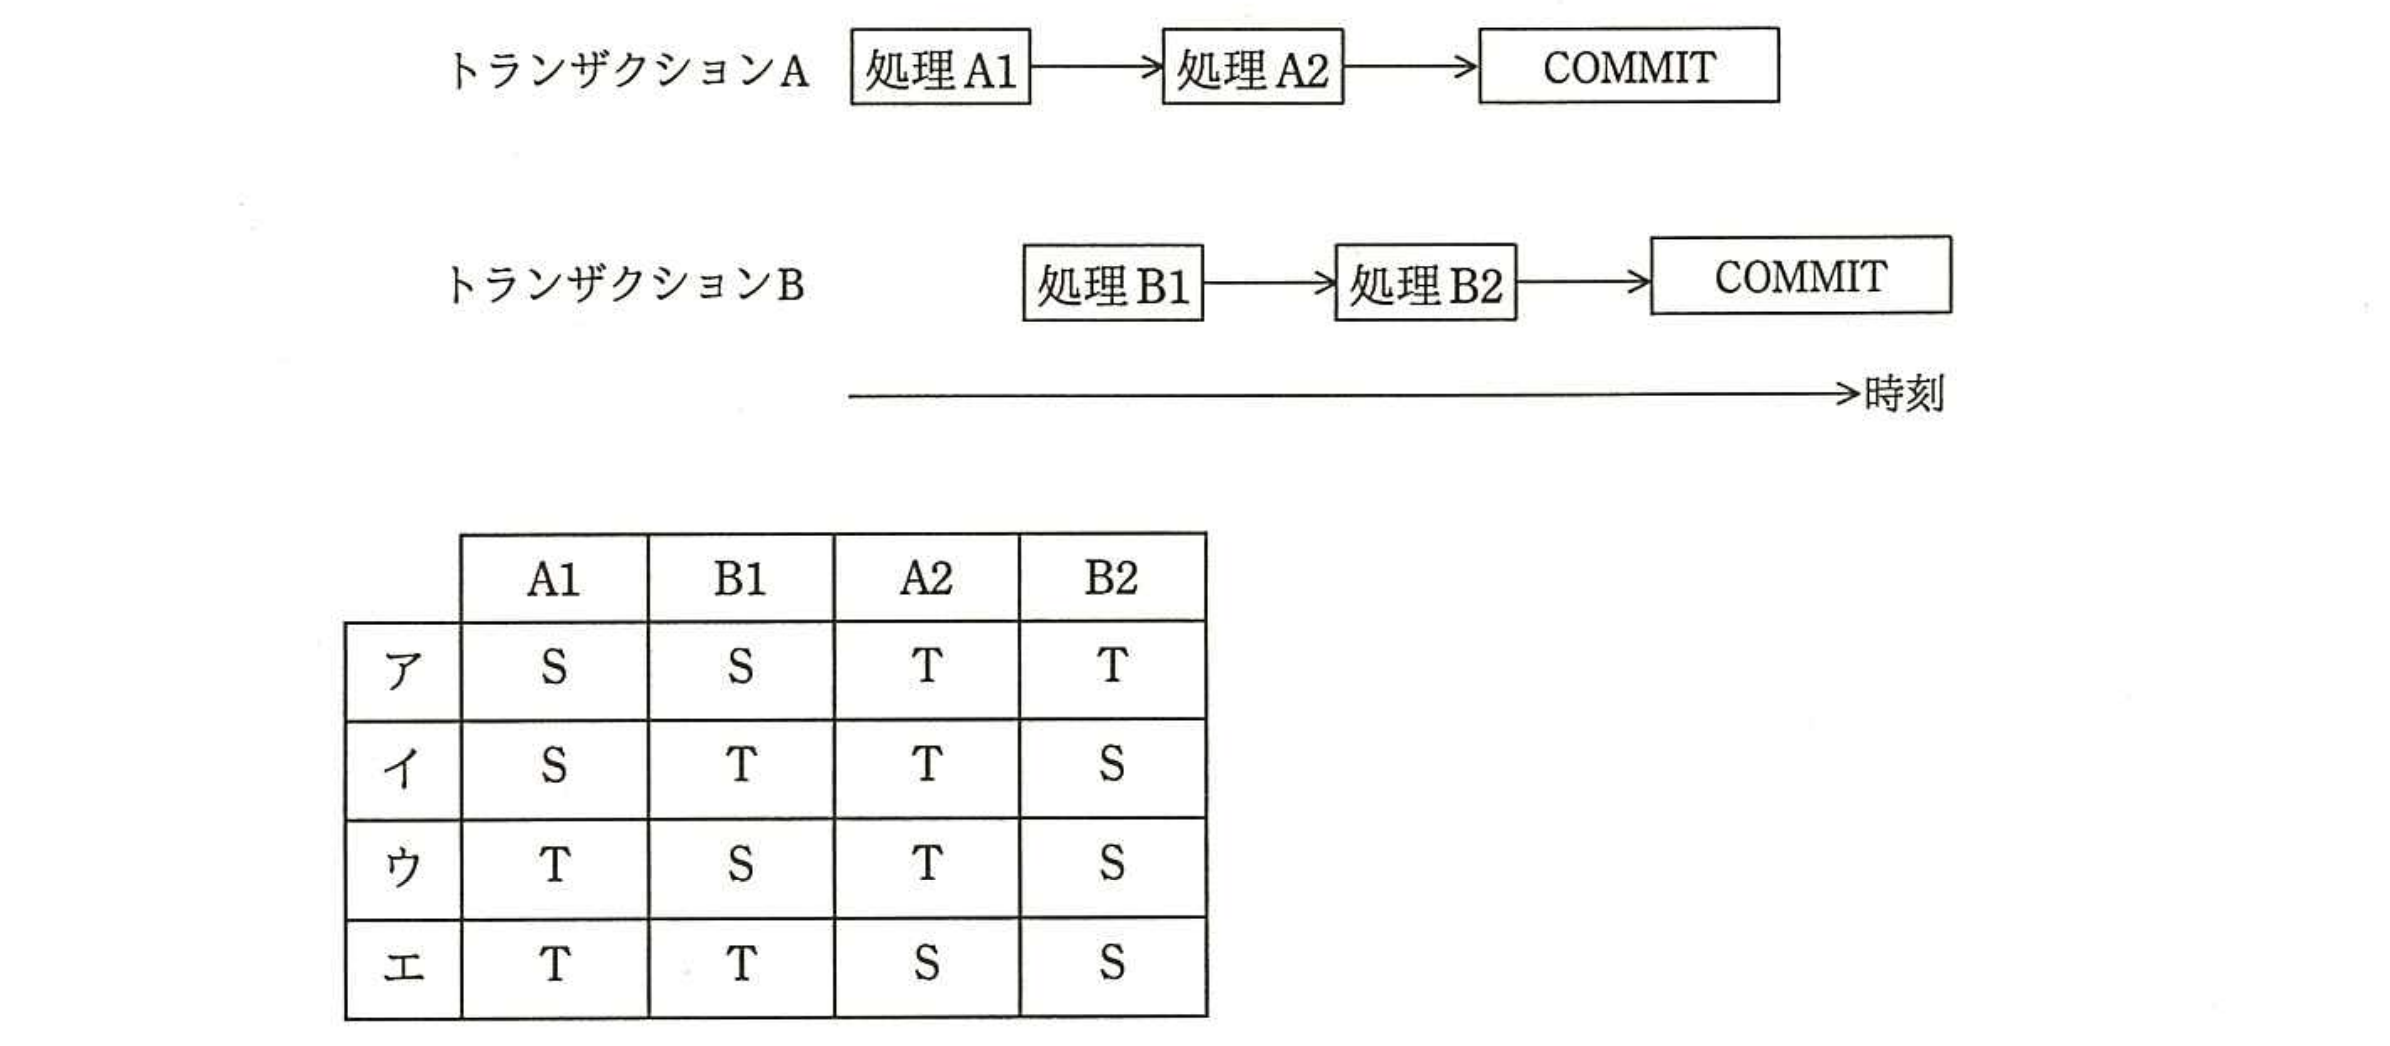 トランザクションA 処理A1 処理A2 COMMIT
トランザクションB 処理B1 処理B2 COMMIT
時刻
A1 B1 A2 B2
ア S S T T
イ S T T S
ウ T S T S
エ T T S S